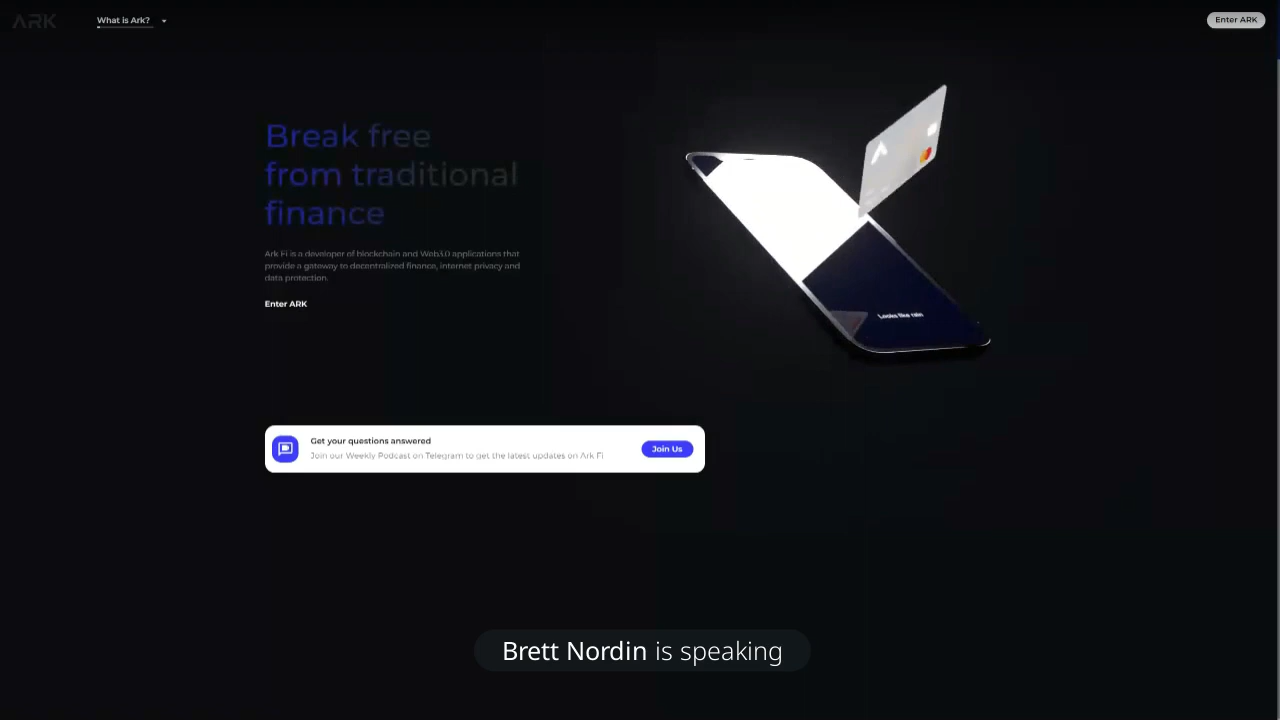 ARK
What is Ark?
Enter ARK
Break free
from traditional
finance
Ark Fi is a developer of blockchain and Web3.0 applications that
provide a gateway to decentralized finance, internet privacy and
data protection.
Enter ARK
Looks like rain
Get your questions answered
Join our Weekly Podcast on Telegram to get the latest updates on Ark Fi
Join Us
Brett Nordin is speaking